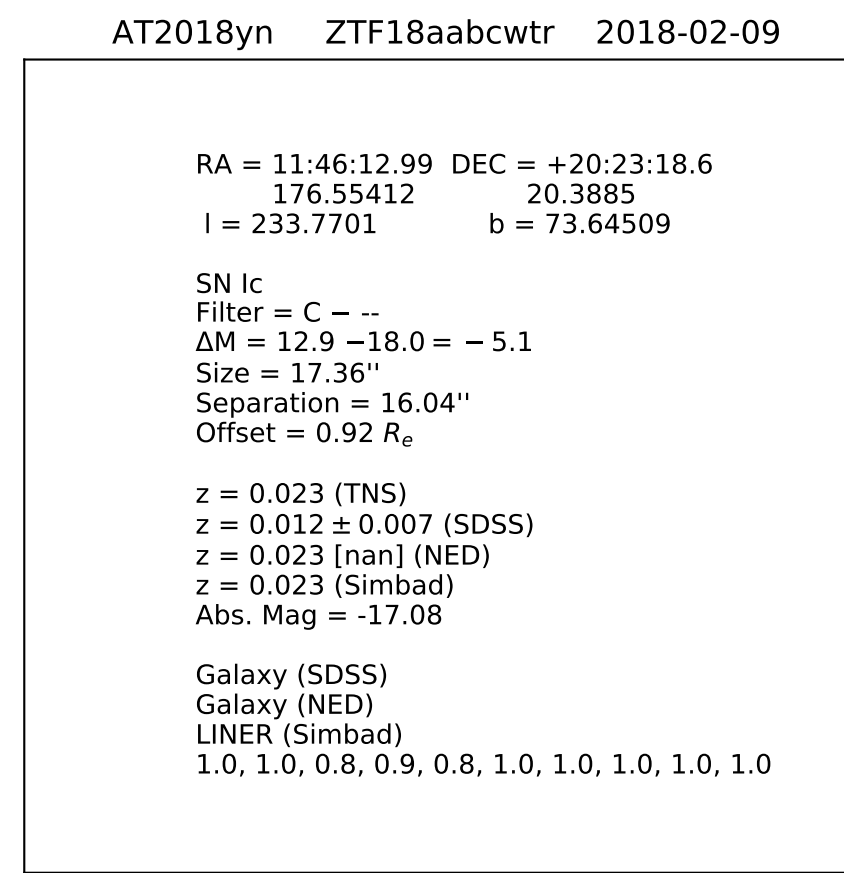 AT2018yn ZTF18aabcwtr 2018-02-09
RA = 11:46:12.99 DEC = +20:23:18.6
176.55412 20.3885
l = 233.7701 b = 73.64509
SN Ic
Filter = C − --
ΔM = 12.9 −18.0 = − 5.1
Size = 17.36''
Separation = 16.04''
Offset = 0.92 Re
z = 0.023 (TNS)
z = 0.012 ± 0.007 (SDSS)
z = 0.023 [nan] (NED)
z = 0.023 (Simbad)
Abs. Mag = -17.08
Galaxy (SDSS)
Galaxy (NED)
LINER (Simbad)
1.0, 1.0, 0.8, 0.9, 0.8, 1.0, 1.0, 1.0, 1.0, 1.0